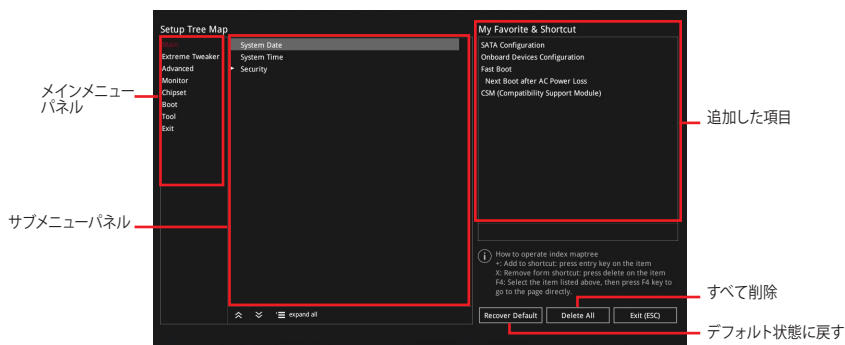 Setup Tree Map
Main
Extreme Tweaker
Advanced
Monitor
Chipset
Boot
Tool
Exit
System Date
System Time
Security
expand all
My Favorite & Shortcut
SATA Configuration
Onboard Devices Configuration
Fast Boot
Next Boot after AC Power Loss
CSM (Compatibility Support Module)
How to operate index maptree
+: Add to shortcut: press entry key on the item
X: Remove form shortcut: press delete on the item
F4: Select the item listed above, then press F4 key to
go to the page directly.
Recover Default
Delete All
Exit (ESC)
メインメニュー
パネル
サブメニューパネル
追加した項目
すべて削除
デフォルト状態に戻す